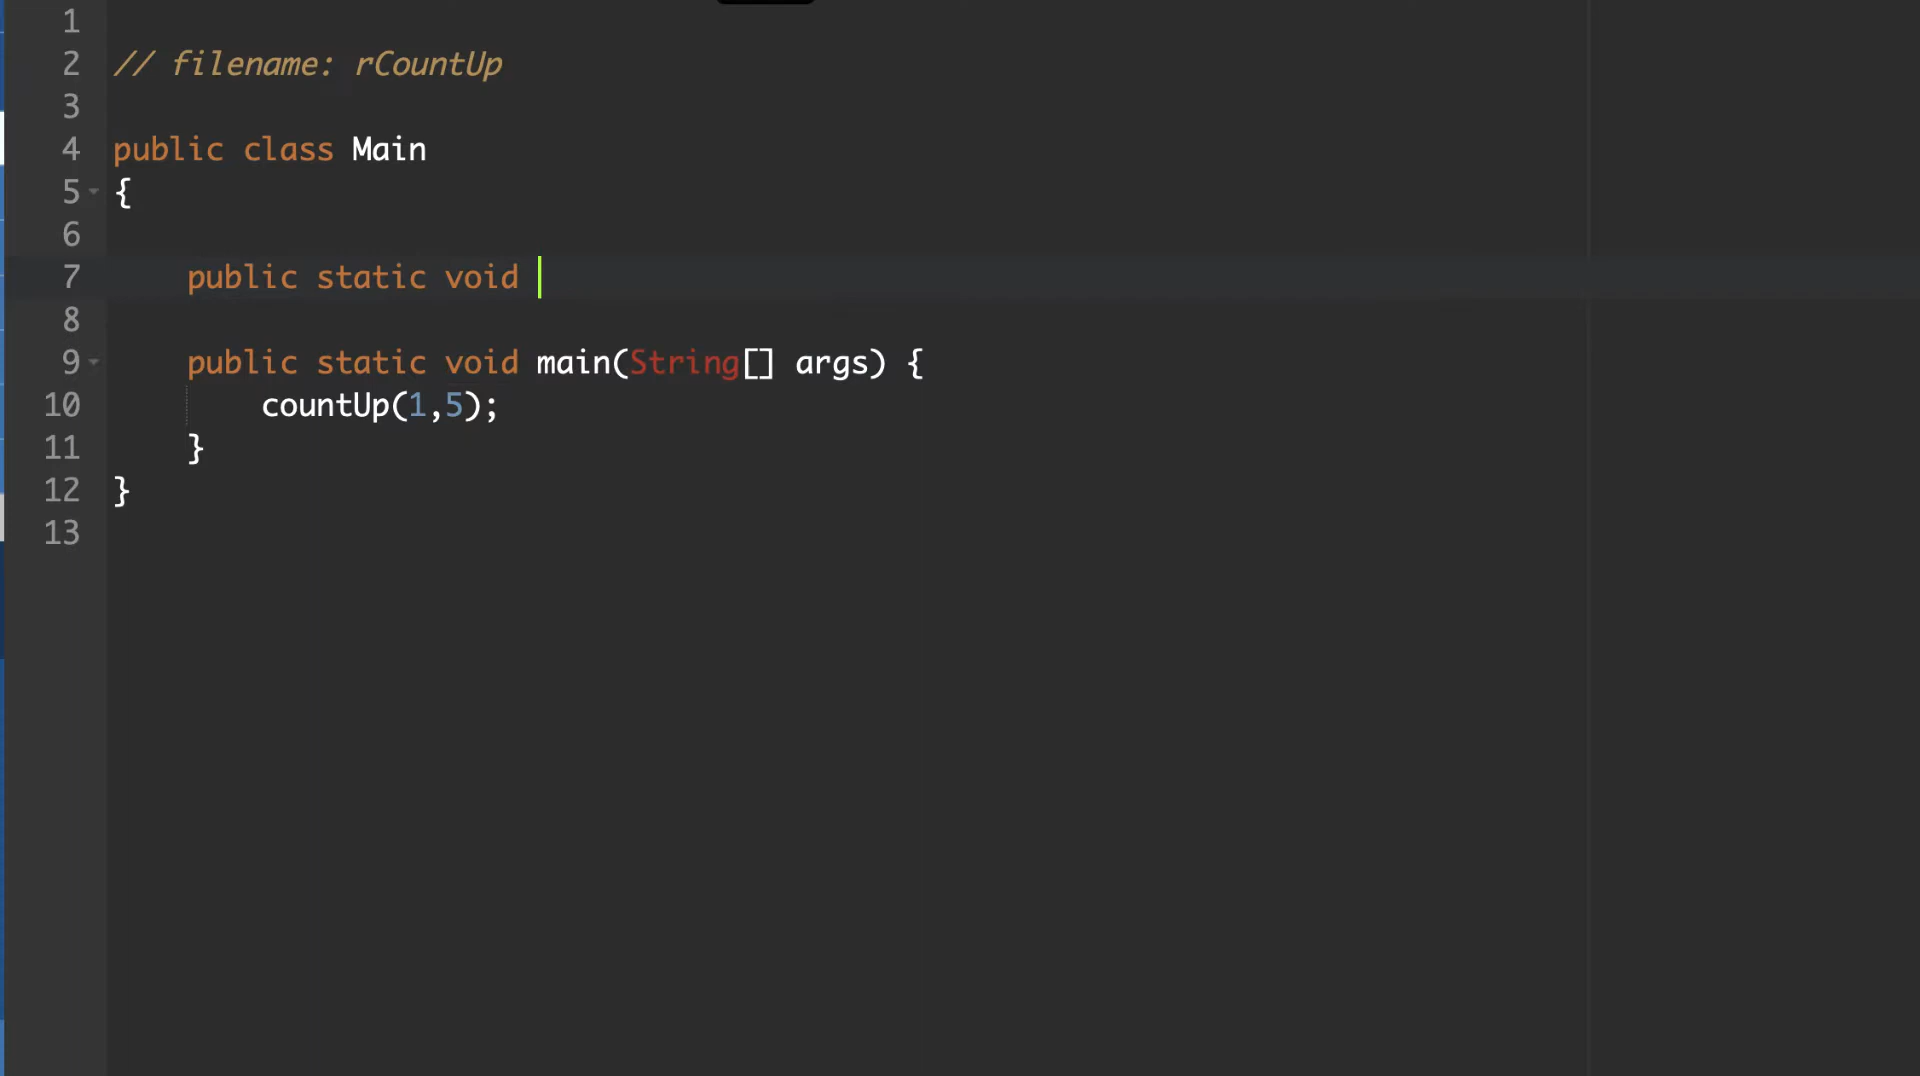 1
2 // filename: rCountUp
3
4 public class Main
5 {
6
7 public static void
8
9 public static void main(String[] args) {
10 countUp(1,5);
11 }
12 }
13